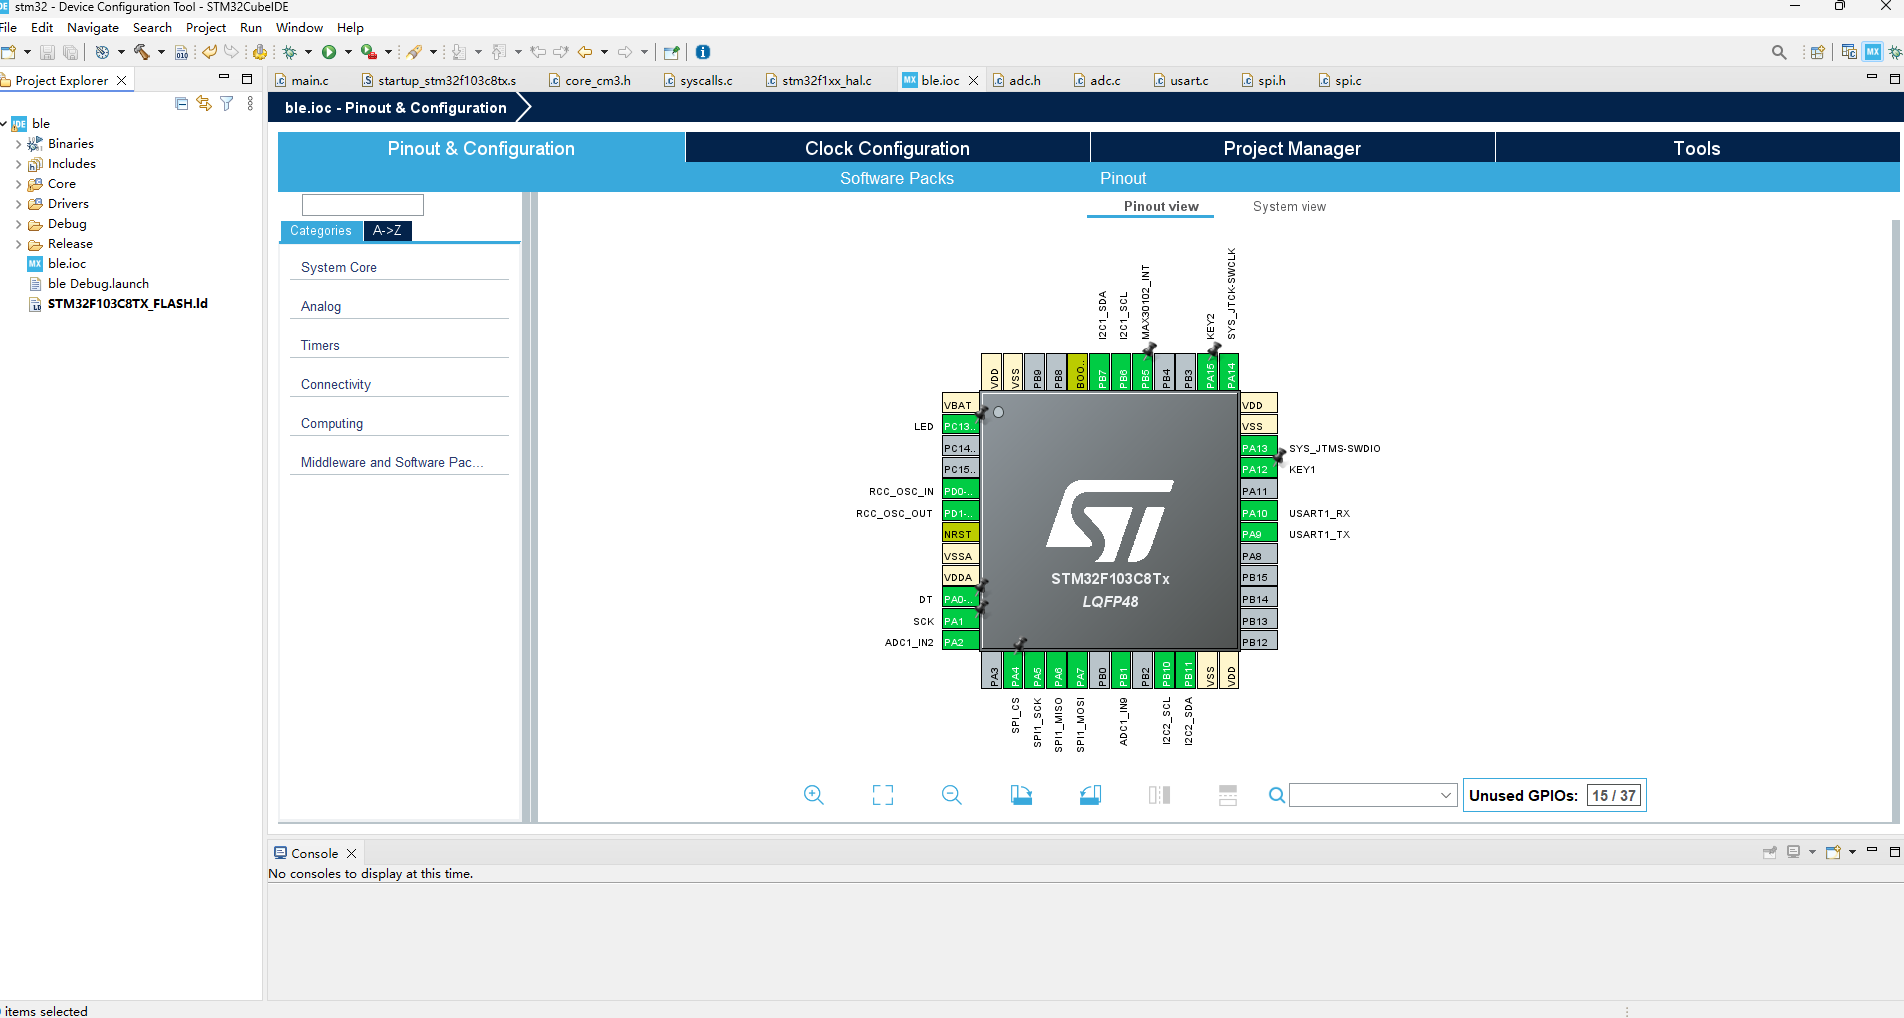 stm32 - Device Configuration Tool - STM32CubeIDE
File Edit Navigate Search Project Run Window Help
Project Explorer
main.c startup_stm32f103c8tx.s core_cm3.h syscalls.c stm32f1xx_hal.c ble.ioc adc.h adc.c usart.c spi.h spi.c
ble.ioc - Pinout & Configuration
IDE ble
Binaries
Includes
Core
Drivers
Debug
Release
MX ble.ioc
ble Debug.launch
STM32F103C8TX_FLASH.ld
Pinout & Configuration Clock Configuration Project Manager Tools
Software Packs Pinout
Categories A->Z
System Core
Analog
Timers
Connectivity
Computing
Middleware and Software Pac...
Pinout view System view
I2C1_SDA I2C1_SCL MAX30102_INT KEY2 SYS_JTCK-SWCLK
VDD VSS PB9 PB8 BOO.. PB7 PB6 PB5 PB4 PB3 PA15 PA14
VBAT VDD
LED PC13.. VSS
PC14.. PA13 SYS_JTMS-SWDIO
PC15.. PA12 KEY1
RCC_OSC_IN PD0-.. PA11
RCC_OSC_OUT PD1-.. PA10 USART1_RX
NRST PA9 USART1_TX
VSSA PA8
VDDA PB15
DT PA0-.. PB14
SCK PA1 PB13
ADC1_IN2 PA2 PB12
STM32F103C8Tx
LQFP48
PA3 PA4 PA5 PA6 PA7 PB0 PB1 PB2 PB10 PB11 VSS VDD
SPI_CS SPI1_SCK SPI1_MISO SPI1_MOSI ADC1_IN9 I2C2_SCL I2C2_SDA
Unused GPIOs: 15 / 37
Console
No consoles to display at this time.
items selected